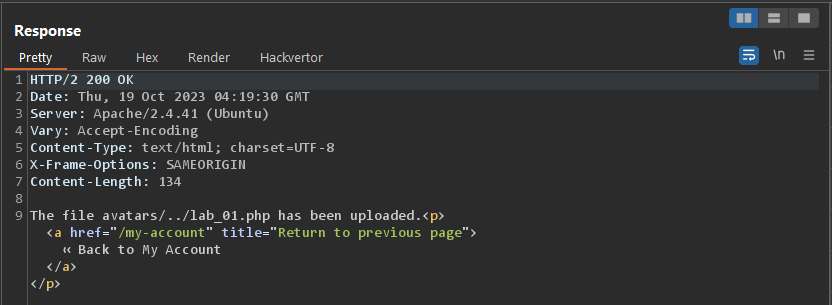 Response
Pretty Raw Hex Render Hackvertor \n
1 HTTP/2 200 OK
2 Date: Thu, 19 Oct 2023 04:19:30 GMT
3 Server: Apache/2.4.41 (Ubuntu)
4 Vary: Accept-Encoding
5 Content-Type: text/html; charset=UTF-8
6 X-Frame-Options: SAMEORIGIN
7 Content-Length: 134
8
9 The file avatars/../lab_01.php has been uploaded.<p>
<a href="/my-account" title="Return to previous page">
« Back to My Account
</a>
</p>